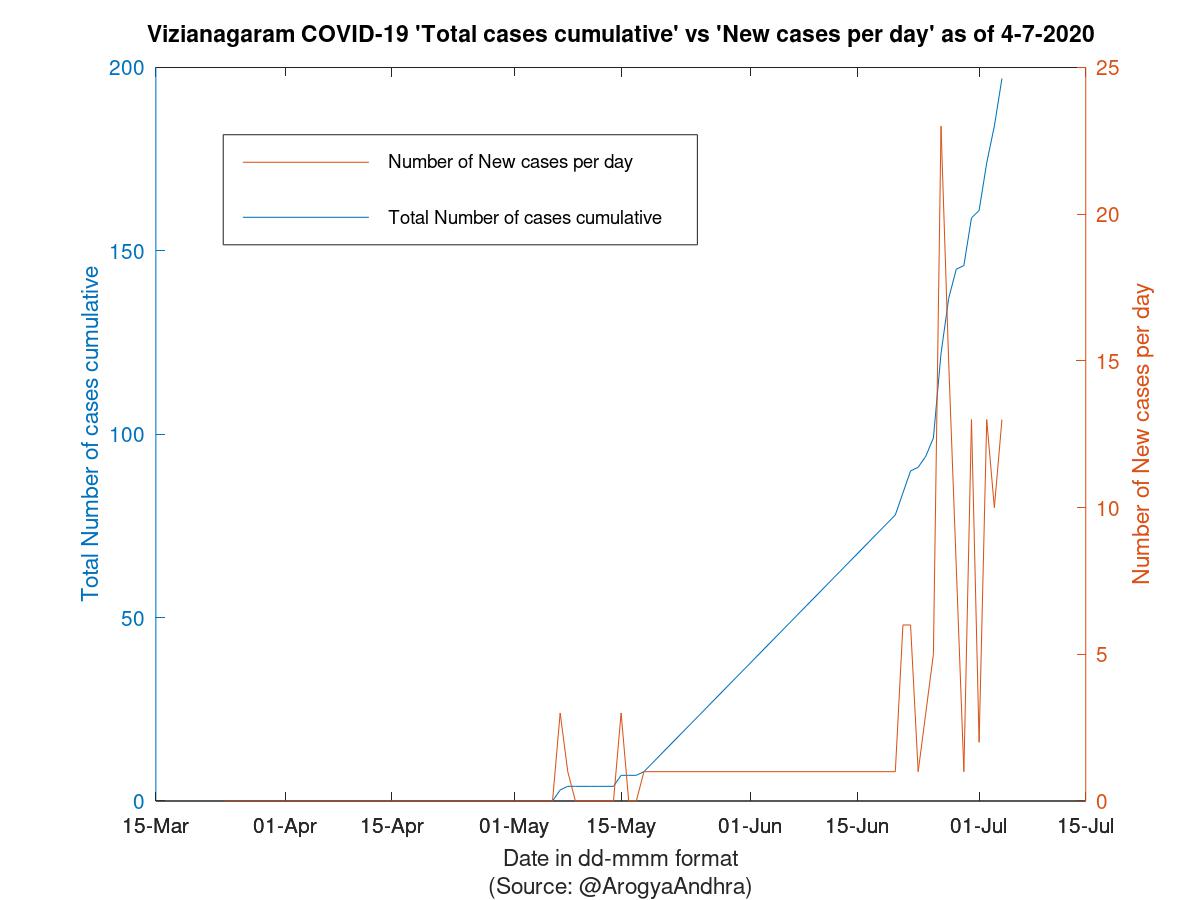 Vizianagaram COVID-19 'Total cases cumulative' vs 'New cases per day' as of 4-7-2020
200
150
100
50
0
25
20
15
10
5
0
Total Number of cases cumulative
Number of New cases per day
Number of New cases per day
Total Number of cases cumulative
15-Mar 01-Apr 15-Apr 01-May 15-May 01-Jun 15-Jun 01-Jul 15-Jul
Date in dd-mmm format
(Source: @ArogyaAndhra)